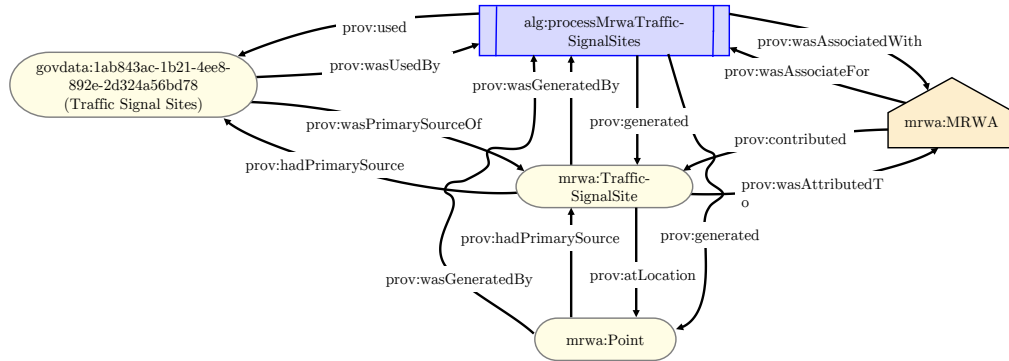 prov:used
alg:processMrwaTraffic-
SignalSites
prov:wasAssociatedWith
govdata:1ab843ac-1b21-4ee8-
892e-2d324a56bd78
(Traffic Signal Sites)
prov:wasUsedBy
prov:wasAssociateFor
prov:wasGeneratedBy
prov:wasPrimarySourceOf
prov:generated
mrwa:MRWA
prov:contributed
prov:hadPrimarySource
mrwa:Traffic-
SignalSite
prov:wasAttributedT
o
prov:hadPrimarySource
prov:generated
prov:wasGeneratedBy
prov:atLocation
mrwa:Point